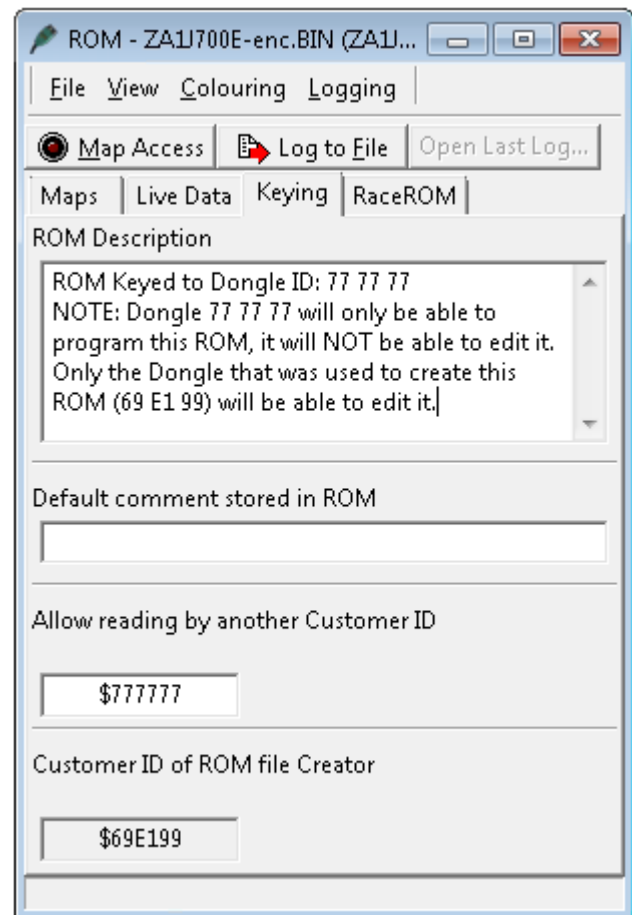 ROM - ZA1J700E-enc.BIN (ZA1J...
File View Colouring Logging
Map Access Log to File Open Last Log...
Maps Live Data Keying RaceROM
ROM Description
ROM Keyed to Dongle ID: 77 77 77
NOTE: Dongle 77 77 77 will only be able to
program this ROM, it will NOT be able to edit it.
Only the Dongle that was used to create this
ROM (69 E1 99) will be able to edit it.
Default comment stored in ROM
Allow reading by another Customer ID
$777777
Customer ID of ROM file Creator
$69E199